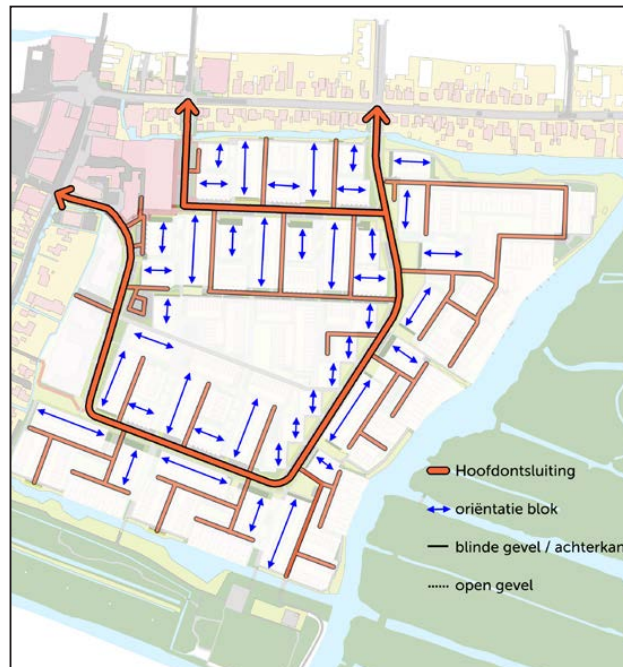 Hoofdontsluiting
oriëntatie blok
blinde gevel / achterkan
open gevel